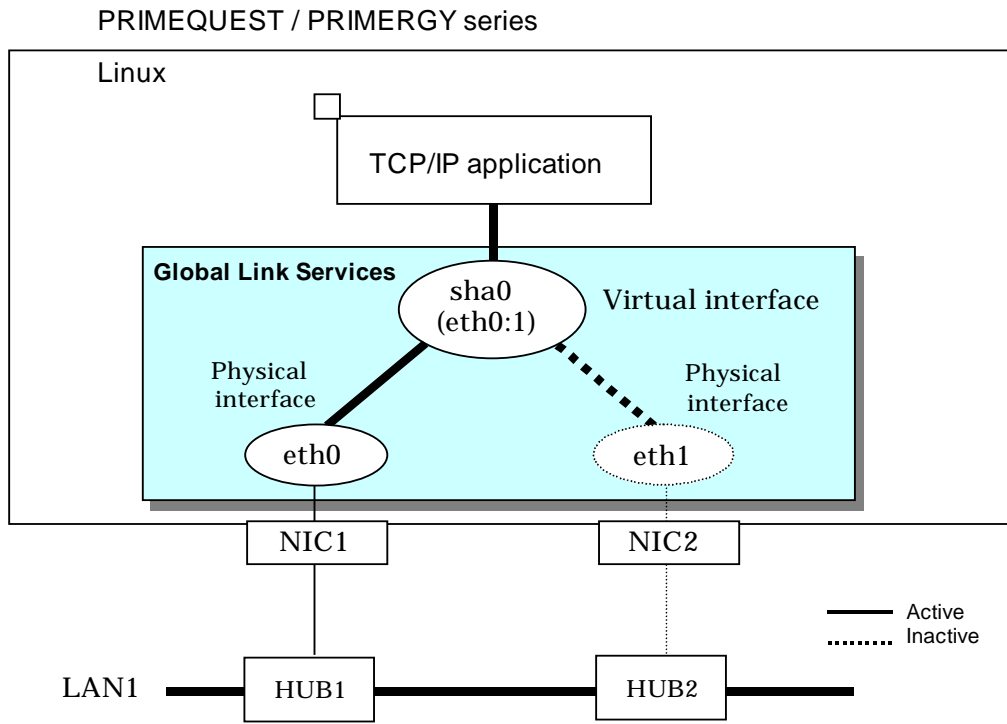 PRIMEQUEST / PRIMERGY series
Linux
TCP/IP application
Global Link Services
sha0
(eth0:1)
Virtual interface
Physical
interface
Physical
interface
eth0
eth1
NIC1
NIC2
Active
Inactive
LAN1
HUB1
HUB2